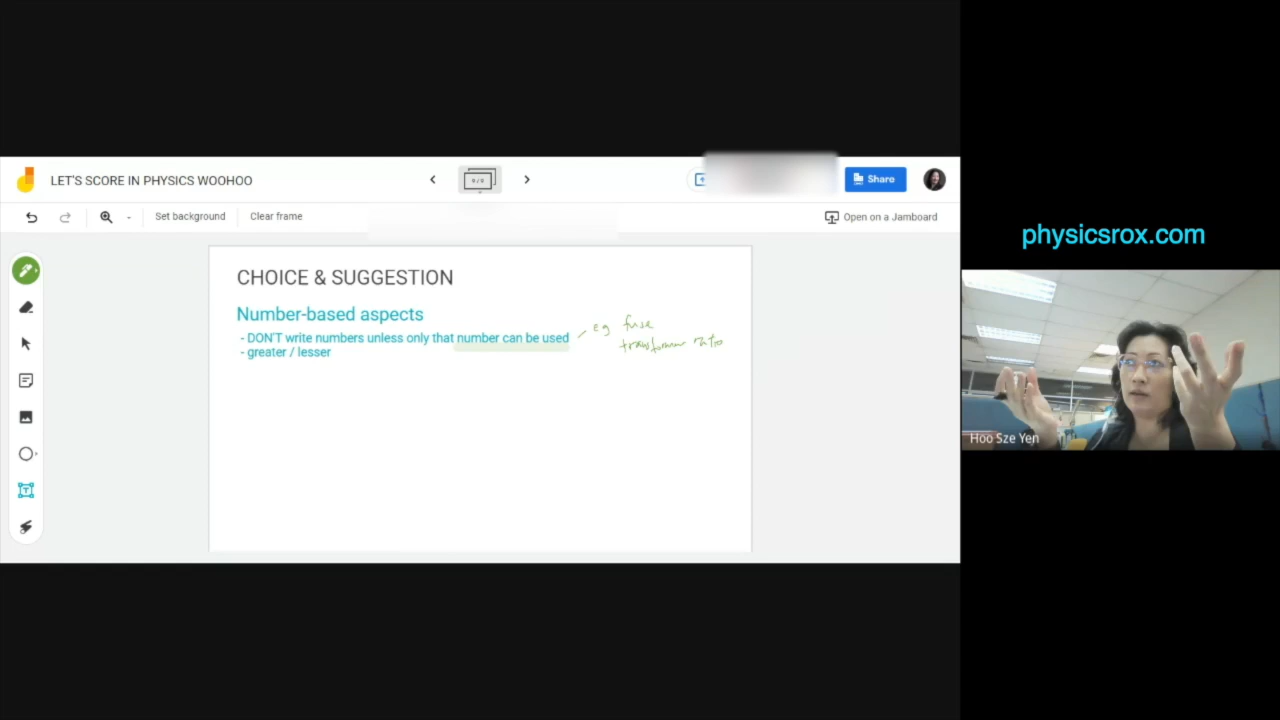 LET'S SCORE IN PHYSICS WOOHOO
9 / 9
Share
Set background
Clear frame
Open on a Jamboard
physicsrox.com
CHOICE & SUGGESTION
Number-based aspects
- DON'T write numbers unless only that number can be used
eg fuse
transformer ratio
- greater / lesser
Hoo Sze Yen